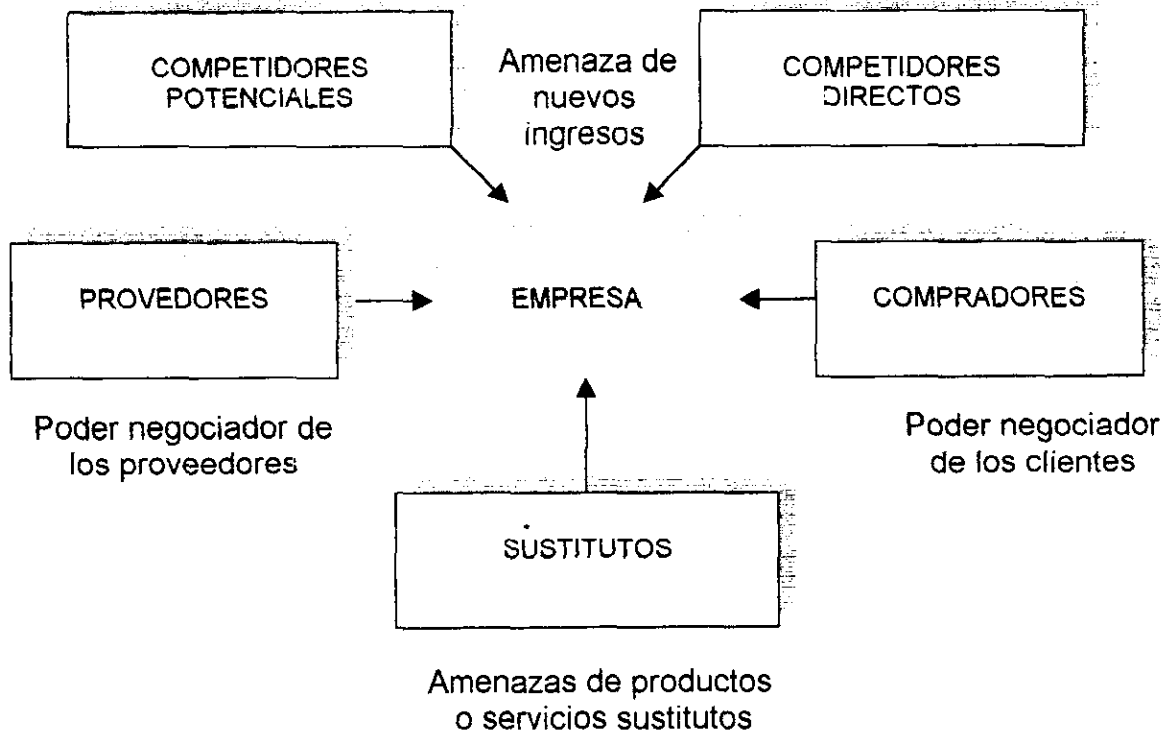 COMPETIDORES
POTENCIALES
Amenaza de
nuevos
ingresos
COMPETIDORES
DIRECTOS
PROVEDORES
EMPRESA
COMPRADORES
Poder negociador de
los proveedores
Poder negociador
de los clientes
SUSTITUTOS
Amenazas de productos
o servicios sustitutos